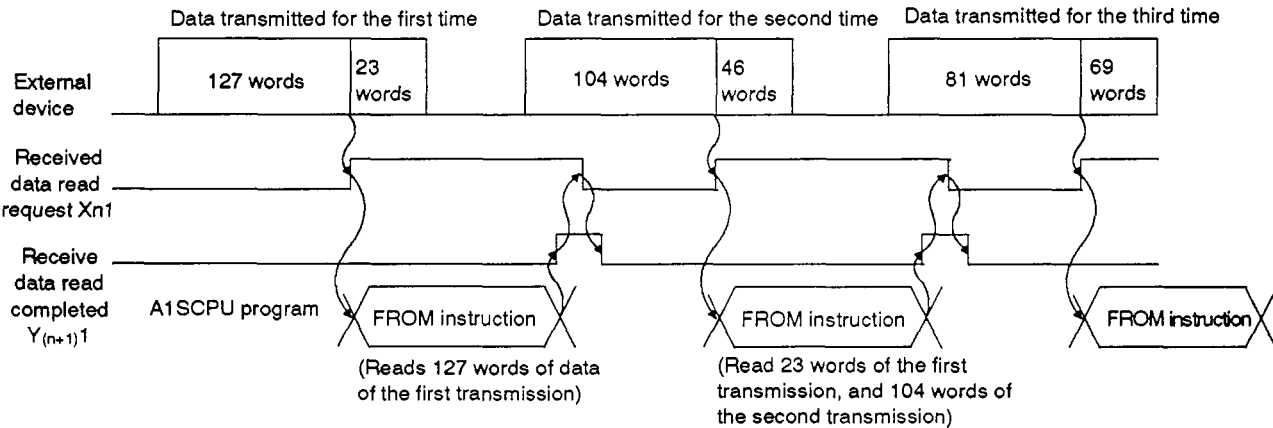 Data transmitted for the first time
Data transmitted for the second time
Data transmitted for the third time
External
device
127 words
23
words
104 words
46
words
81 words
69
words
Received
data read
request Xn1
Receive
data read
completed
Y(n+1)1
A1SCPU program
FROM instruction
FROM instruction
FROM instruction
(Reads 127 words of data
of the first transmission)
(Read 23 words of the first
transmission, and 104 words of
the second transmission)